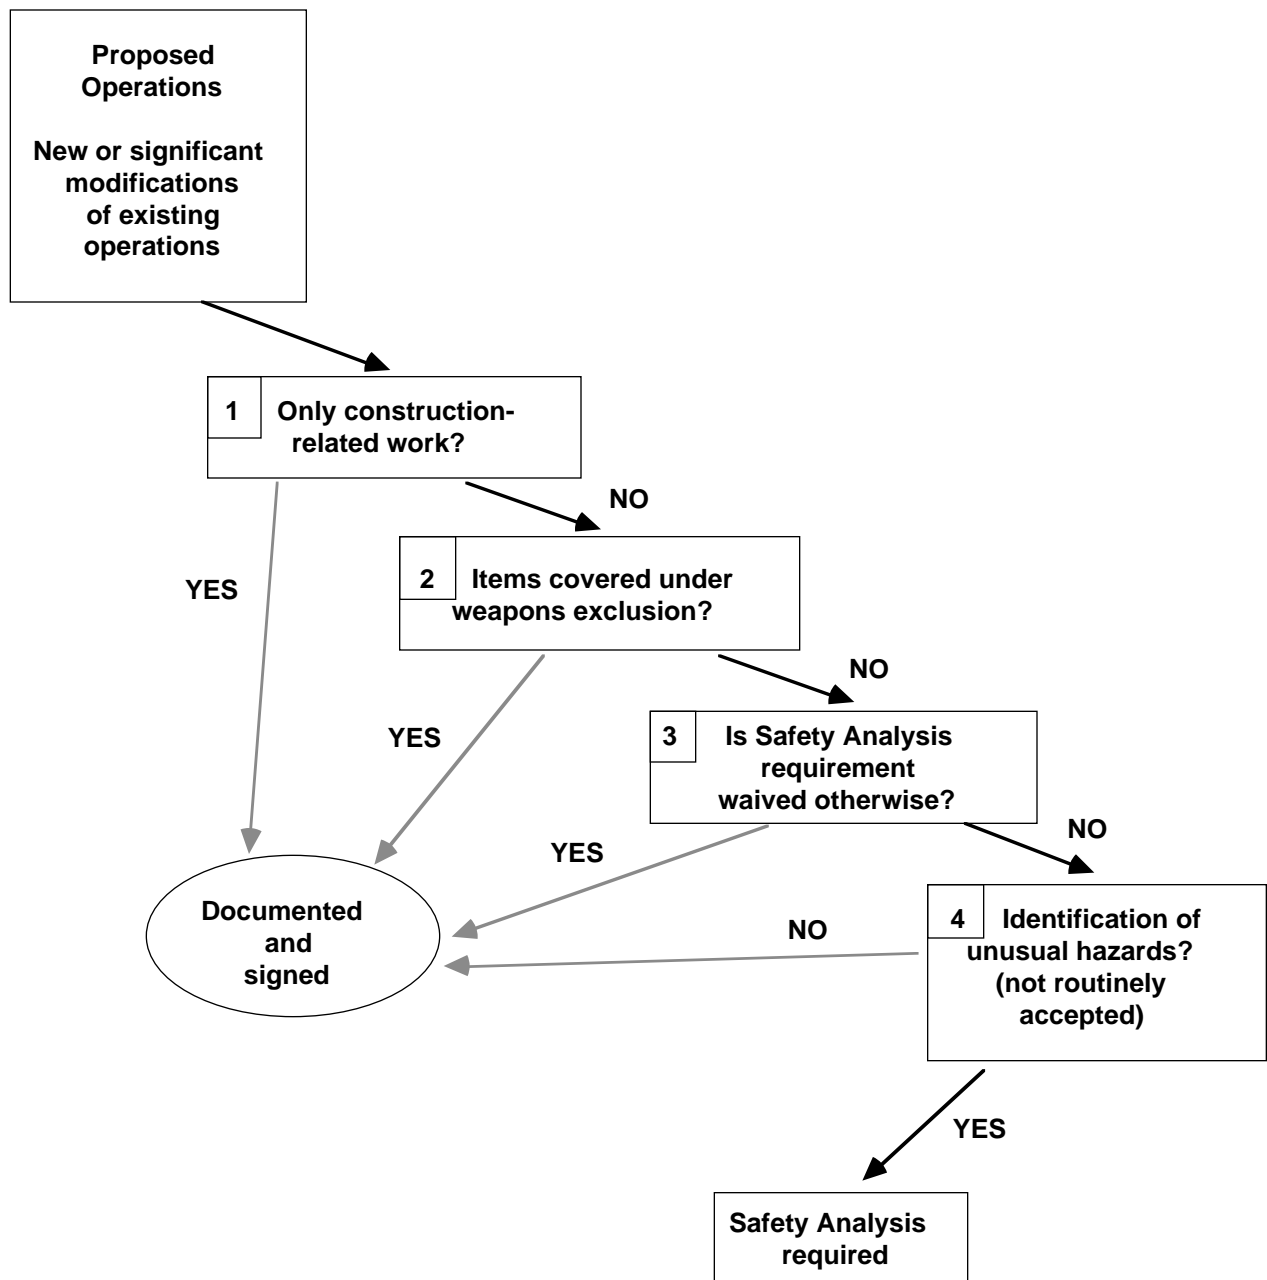 Proposed
Operations
New or significant
modifications
of existing
operations
1
Only construction-
related work?
NO
YES
2
Items covered under
weapons exclusion?
NO
YES
3
Is Safety Analysis
requirement
waived otherwise?
NO
YES
Documented
and
signed
4
Identification of
unusual hazards?
(not routinely
accepted)
NO
YES
Safety Analysis
required